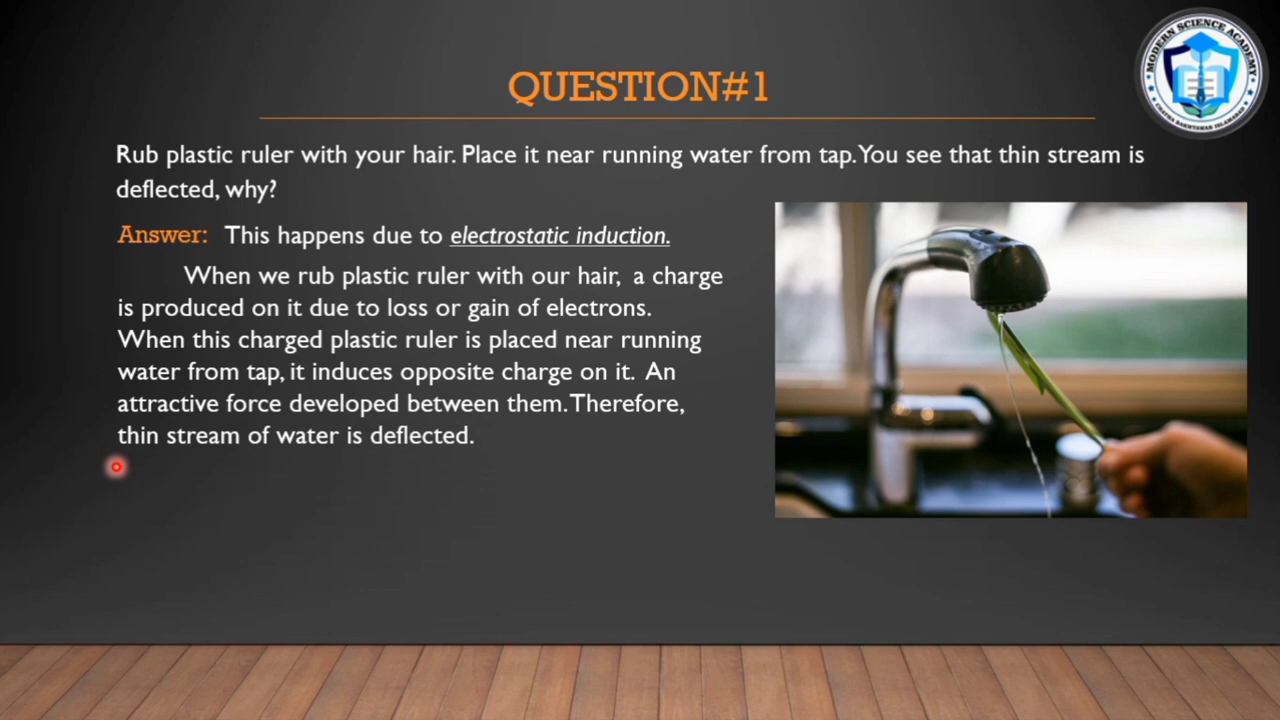 MODERN SCIENCE ACADEMY
CHATHA BAKHTAWAR ISLAMABAD
QUESTION#1
Rub plastic ruler with your hair. Place it near running water from tap. You see that thin stream is
deflected, why?
Answer: This happens due to electrostatic induction.
When we rub plastic ruler with our hair, a charge
is produced on it due to loss or gain of electrons.
When this charged plastic ruler is placed near running
water from tap, it induces opposite charge on it. An
attractive force developed between them. Therefore,
thin stream of water is deflected.